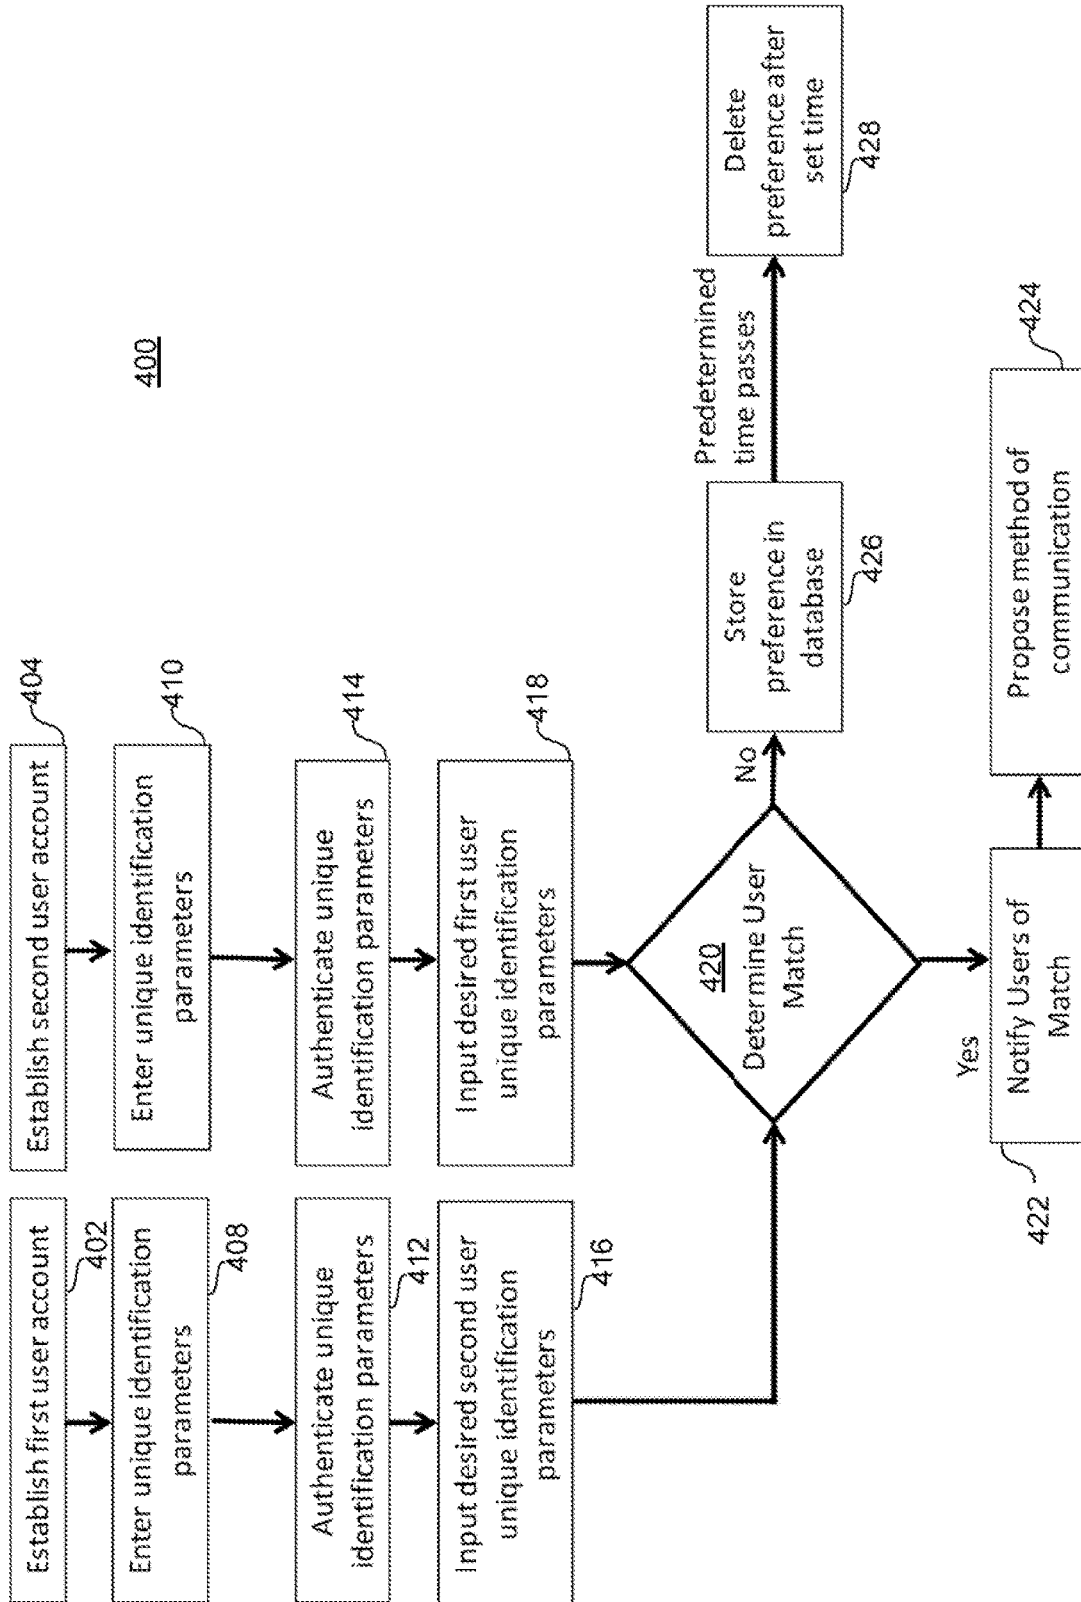 400
Establish first user account
402
Enter unique identification
parameters
408
Authenticate unique
identification parameters
412
Input desired second user
unique identification
parameters
416
Establish second user account
404
Enter unique identification
parameters
410
Authenticate unique
identification parameters
414
Input desired first user
unique identification
parameters
418
420
Determine User
Match
No
Store
preference in
database
426
Predetermined
time passes
Delete
preference after
set time
428
Yes
Notify Users of
Match
422
Propose method of
communication
424